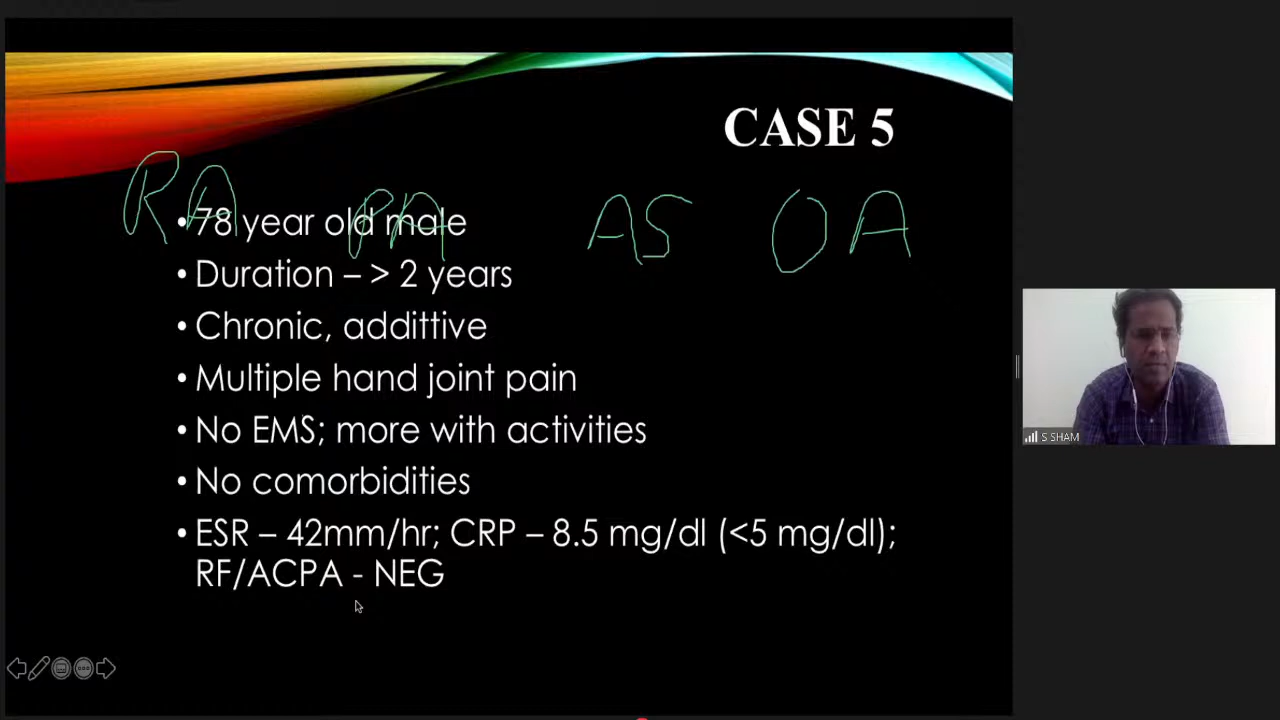 CASE 5
RA PA AS OA
• 78 year old male
• Duration – > 2 years
• Chronic, addittive
• Multiple hand joint pain
• No EMS; more with activities
• No comorbidities
• ESR – 42mm/hr; CRP – 8.5 mg/dl (<5 mg/dl);
RF/ACPA - NEG
S SHAM